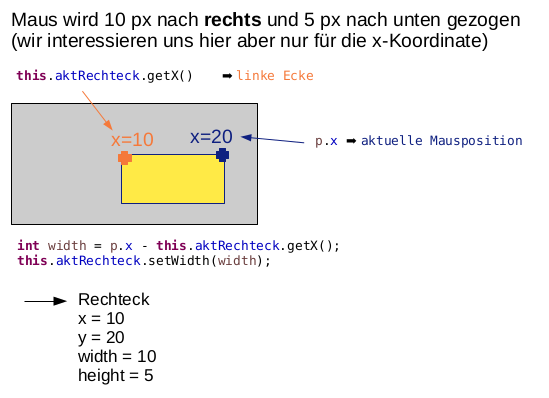 Maus wird 10 px nach rechts und 5 px nach unten gezogen
(wir interessieren uns hier aber nur für die x-Koordinate)
this.aktRechteck.getX() ➡ linke Ecke
x=10 x=20
p.x ➡ aktuelle Mausposition
int width = p.x - this.aktRechteck.getX();
this.aktRechteck.setWidth(width);
Rechteck
x = 10
y = 20
width = 10
height = 5